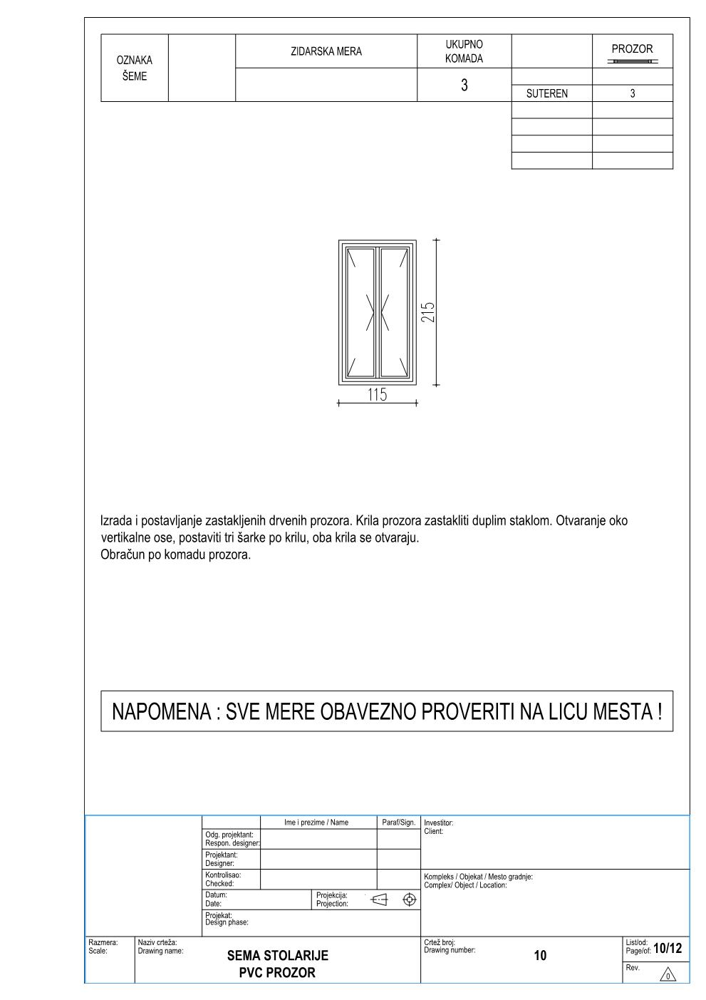 OZNAKA
ŠEME
ZIDARSKA MERA
UKUPNO
KOMADA
3
PROZOR
SUTEREN 3
215
115
Izrada i postavljanje zastakljenih drvenih prozora. Krila prozora zastakliti duplim staklom. Otvaranje oko
vertikalne ose, postaviti tri šarke po krilu, oba krila se otvaraju.
Obračun po komadu prozora.
NAPOMENA : SVE MERE OBAVEZNO PROVERITI NA LICU MESTA !
Ime i prezime / Name
Paraf/Sign.
Odg. projektant:
Respon. designer:
Projektant:
Designer:
Kontrolisao:
Checked:
Datum:
Date:
Projekcija:
Projection:
Projekat:
Design phase:
Investitor:
Client:
Kompleks / Objekat / Mesto gradnje:
Complex/ Object / Location:
Razmera:
Scale:
Naziv crteža:
Drawing name:
SEMA STOLARIJE
PVC PROZOR
Crtež broj:
Drawing number:
10
List/od:
Page/of: 10/12
Rev.
0